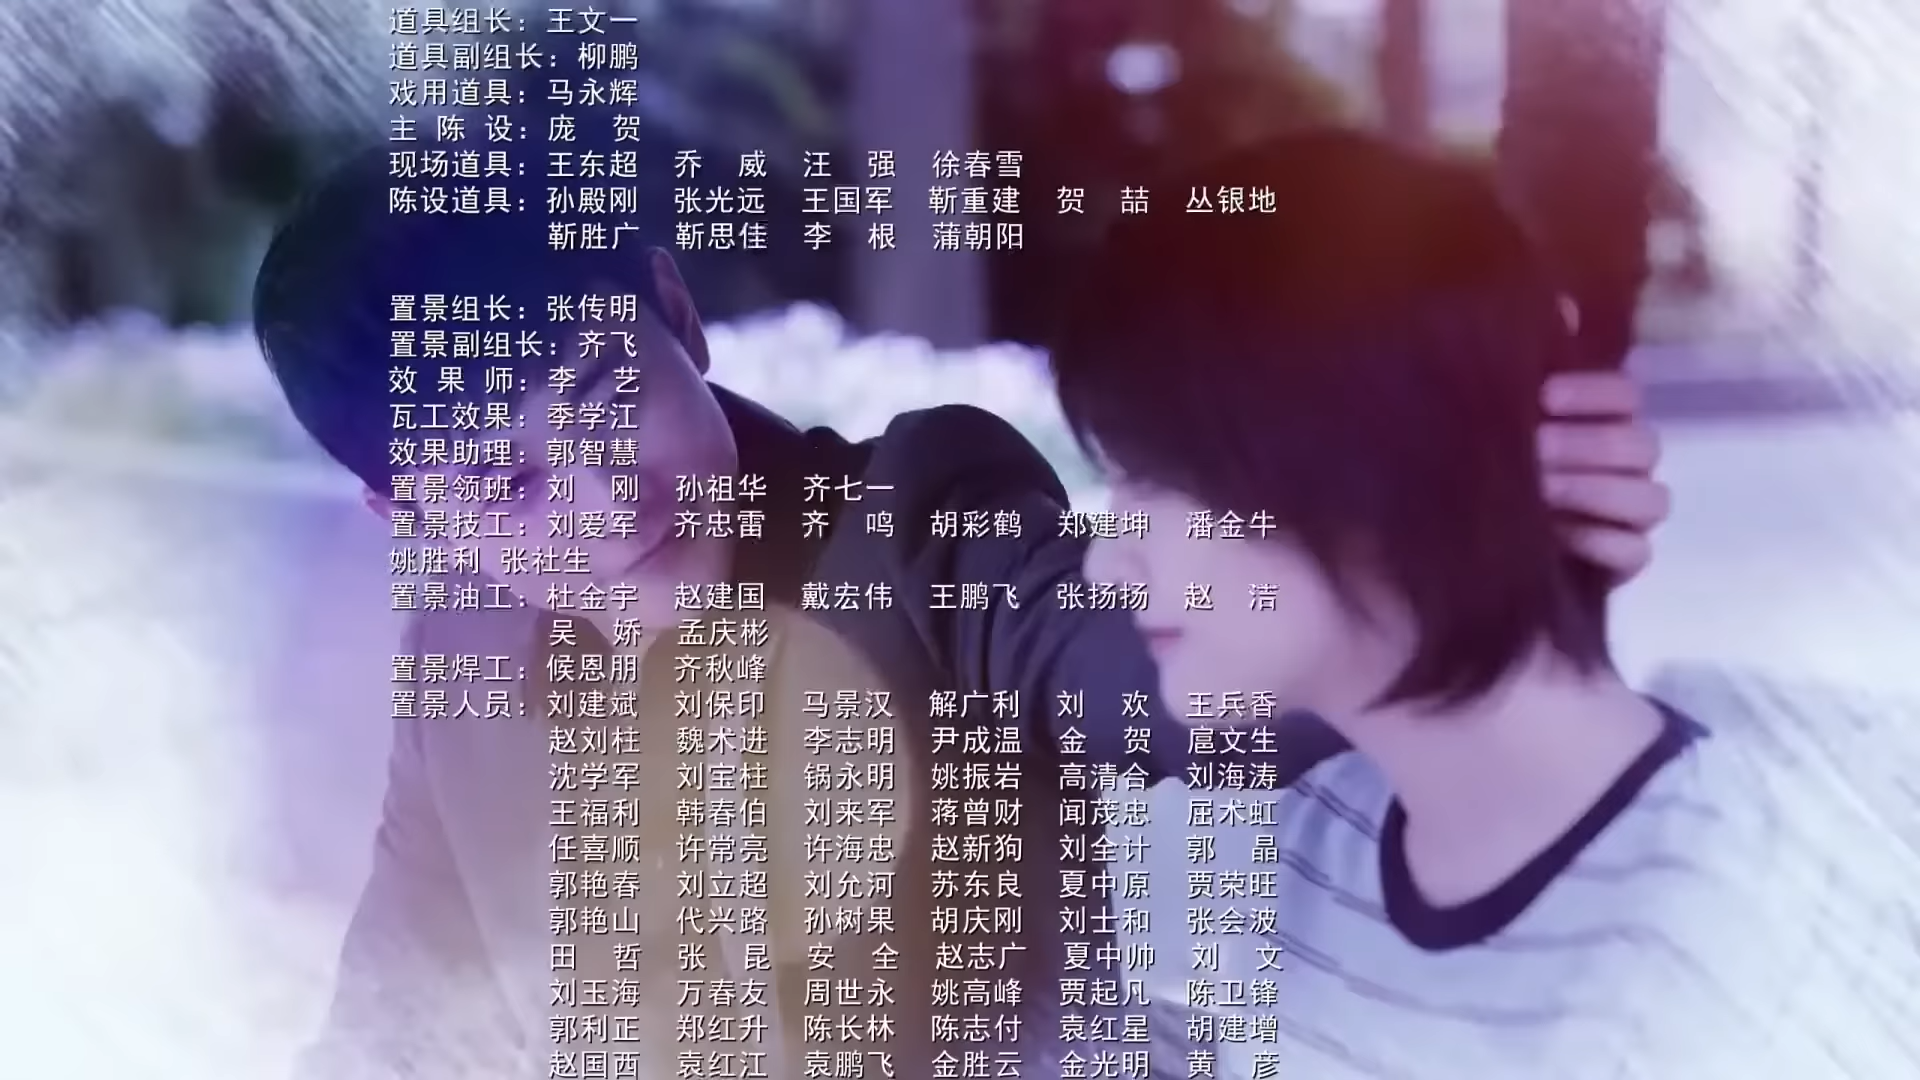 道具组长：王文一
道具副组长：柳鹏
戏用道具：马永辉
主 陈 设：庞 贺
现场道具：王东超 乔 威 汪 强 徐春雪
陈设道具：孙殿刚 张光远 王国军 靳重建 贺 喆 丛银地
靳胜广 靳思佳 李 根 蒲朝阳
置景组长：张传明
置景副组长：齐飞
效 果 师：李 艺
瓦工效果：季学江
效果助理：郭智慧
置景领班：刘 刚 孙祖华 齐七一
置景技工：刘爱军 齐忠雷 齐 鸣 胡彩鹤 郑建坤 潘金牛
姚胜利 张社生
置景油工：杜金宇 赵建国 戴宏伟 王鹏飞 张扬扬 赵 洁
吴 娇 孟庆彬
置景焊工：候恩朋 齐秋峰
置景人员：刘建斌 刘保印 马景汉 解广利 刘 欢 王兵香
赵刘柱 魏术进 李志明 尹成温 金 贺 扈文生
沈学军 刘宝柱 锅永明 姚振岩 高清合 刘海涛
王福利 韩春伯 刘来军 蒋曾财 闻茂忠 屈术虹
任喜顺 许常亮 许海忠 赵新狗 刘全计 郭 晶
郭艳春 刘立超 刘允河 苏东良 夏中原 贾荣旺
郭艳山 代兴路 孙树果 胡庆刚 刘士和 张会波
田 哲 张 昆 安 全 赵志广 夏中帅 刘 文
刘玉海 万春友 周世永 姚高峰 贾起凡 陈卫锋
郭利正 郑红升 陈长林 陈志付 袁红星 胡建增
赵国西 袁红江 袁鹏飞 金胜云 金光明 黄 彦